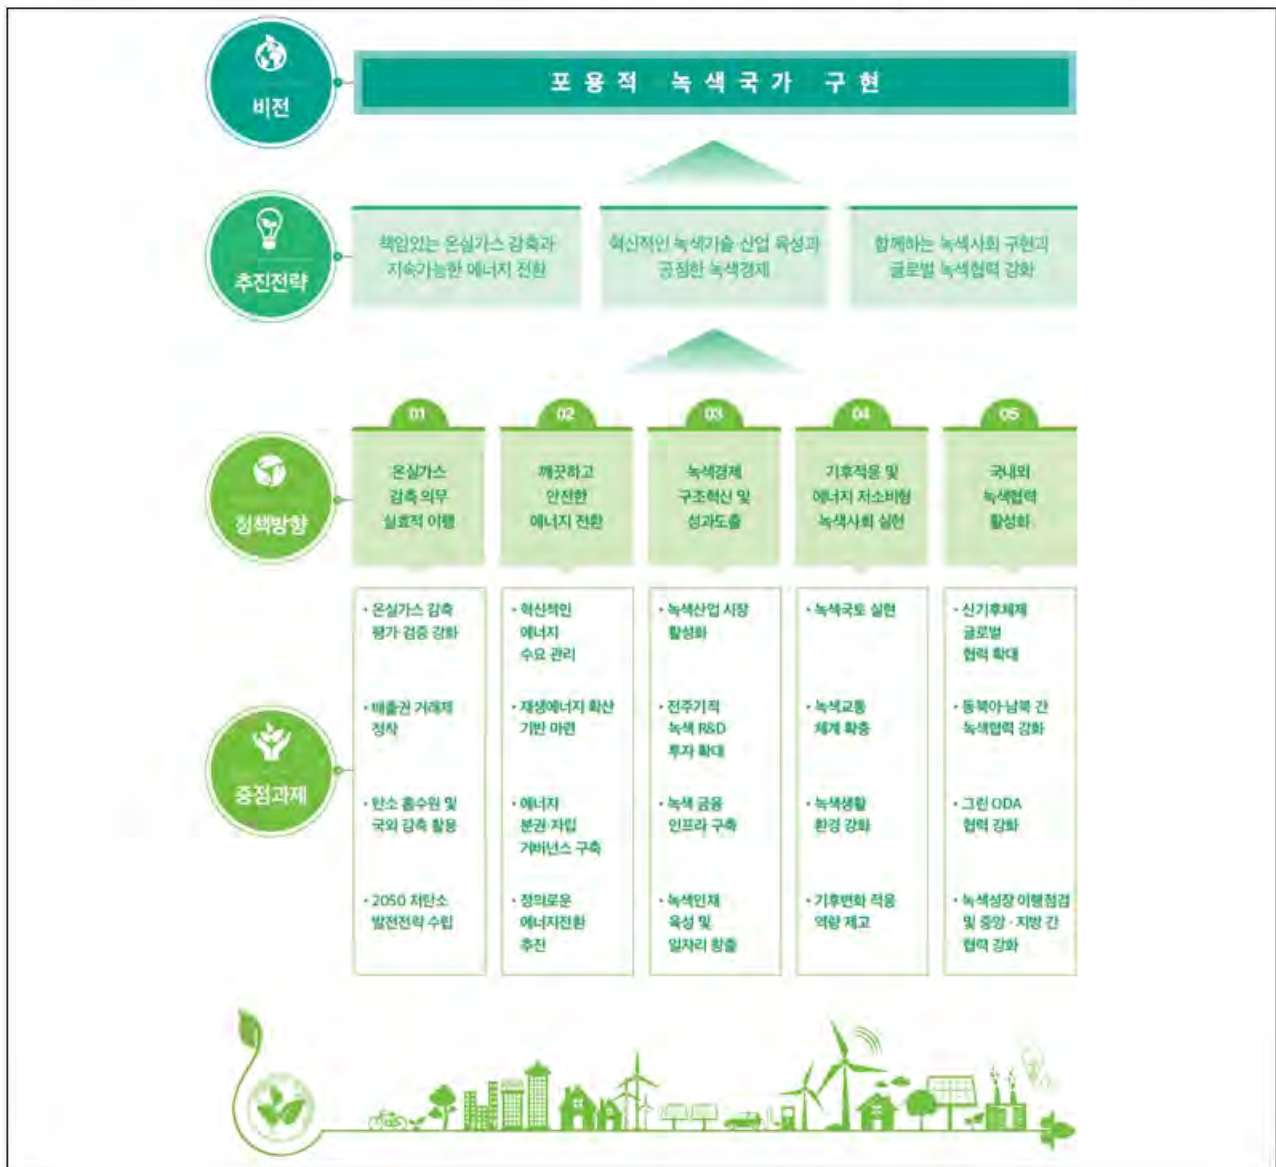 비전
포용적 녹색국가 구현
추진전략
책임있는 온실가스 감축과
지속가능한 에너지 전환
혁신적인 녹색기술·산업 육성과
공정한 녹색경제
함께하는 녹색사회 구현과
글로벌 녹색협력 강화
정책방향
01
온실가스
감축 의무
실효적 이행
02
깨끗하고
안전한
에너지 전환
03
녹색경제
구조혁신 및
성과도출
04
기후적응 및
에너지 저소비형
녹색사회 실현
05
국내외
녹색협력
활성화
중점과제
• 온실가스 감축
평가·검증 강화
• 배출권 거래제
정착
• 탄소 흡수원 및
국외 감축 활용
• 2050 저탄소
발전전략 수립
• 혁신적인
에너지
수요 관리
• 재생에너지 확산
기반 마련
• 에너지
분권·자립
거버넌스 구축
• 정의로운
에너지전환
추진
• 녹색산업 시장
활성화
• 전주기적
녹색 R&D
투자 확대
• 녹색 금융
인프라 구축
• 녹색인재
육성 및
일자리 창출
• 녹색국토 실현
• 녹색교통
체계 확충
• 녹색생활
환경 강화
• 기후변화 적응
역량 제고
• 신기후체제
글로벌
협력 확대
• 동북아·남북 간
녹색협력 강화
• 그린 ODA
협력 강화
• 녹색성장 이행점검
및 중앙·지방 간
협력 강화